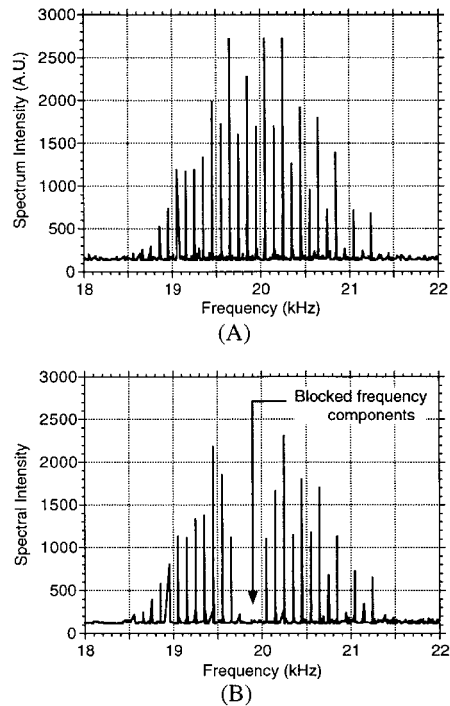 3000
2500
2000
1500
1000
500
0
Spectrum Intensity (A.U.)
18 19 20 21 22
Frequency (kHz)
(A)
3000
2500
2000
1500
1000
500
0
Spectral Intensity
Blocked frequency
components
18 19 20 21 22
Frequency (kHz)
(B)